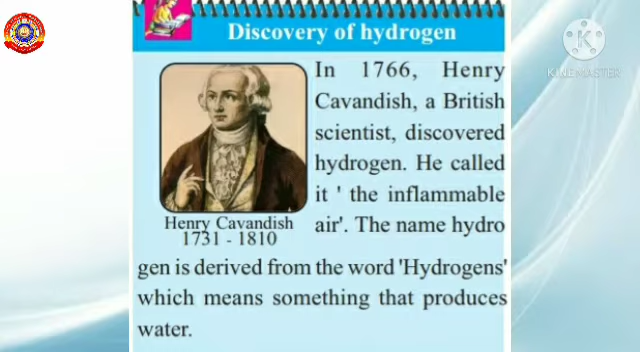 Discovery of hydrogen
KINEMASTER
In 1766, Henry
Cavandish, a British
scientist, discovered
hydrogen. He called
it ' the inflammable
air'. The name hydro
Henry Cavandish
1731 - 1810
gen is derived from the word 'Hydrogens'
which means something that produces
water.